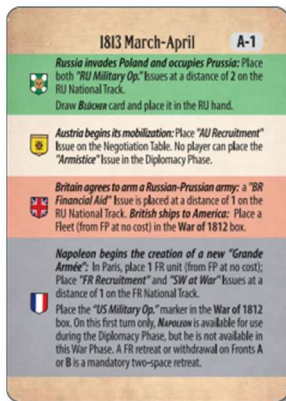 1813 March-April A-1
Russia invades Poland and occupies Prussia: Place
both "RU Military Op." Issues at a distance of 2 on the
RU National Track.
Draw BLÜCHER card and place it in the RU hand.
Austria begins its mobilization: Place "AU Recruitment"
Issue on the Negotiation Table. No player can place the
"Armistice" Issue in the Diplomacy Phase.
Britain agrees to arm a Russian-Prussian army: a "BR
Financial Aid" Issue is placed at a distance of 1 on the
RU National Track. British ships to America: Place a
Fleet (from FP at no cost) in the War of 1812 box.
Napoleon begins the creation of a new "Grande
Armée": In Paris, place 1 FR unit (from FP at no cost);
Place "FR Recruitment" and "SW at War" Issues at a
distance of 1 on the FR National Track.
Place the "US Military Op." marker in the War of 1812
box. On this first turn only, NAPOLEON is available for use
during the Diplomacy Phase, but he is not available in
this War Phase. A FR retreat or withdrawal on Fronts A
or B is a mandatory two-space retreat.